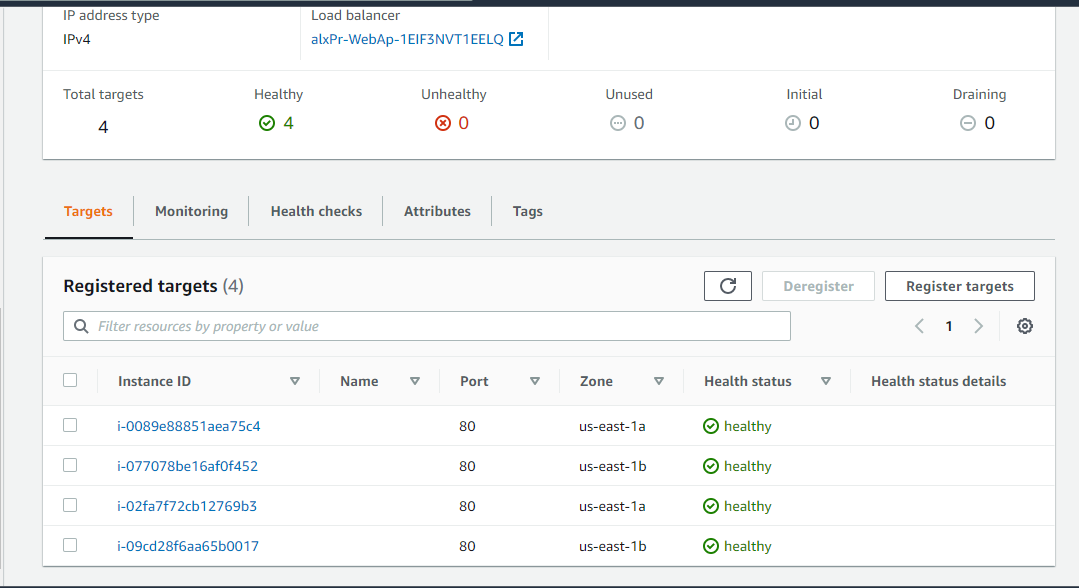 IP address type
Load balancer
IPv4
alxPr-WebAp-1EIF3NVT1EELQ
Total targets
Healthy
Unhealthy
Unused
Initial
Draining
4
4
0
0
0
0
Targets
Monitoring
Health checks
Attributes
Tags
Registered targets (4)
Deregister
Register targets
Filter resources by property or value
1
Instance ID
Name
Port
Zone
Health status
Health status details
i-0089e88851aea75c4 80 us-east-1a healthy
i-077078be16af0f452 80 us-east-1b healthy
i-02fa7f72cb12769b3 80 us-east-1a healthy
i-09cd28f6aa65b0017 80 us-east-1b healthy